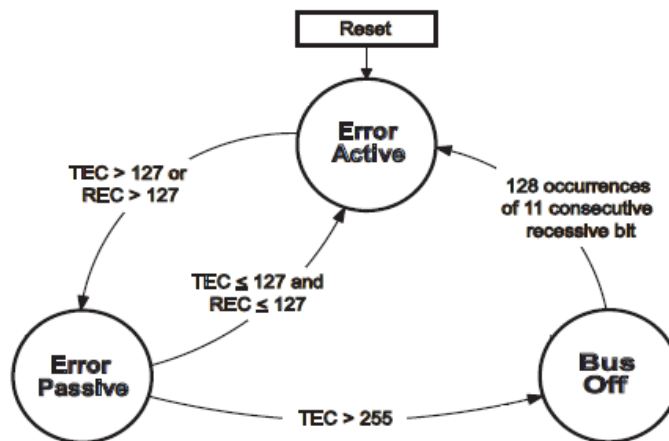 Reset
Error
Active
TEC > 127 or
REC > 127
128 occurrences
of 11 consecutive
recessive bit
TEC ≤ 127 and
REC ≤ 127
Error
Passive
Bus
Off
TEC > 255